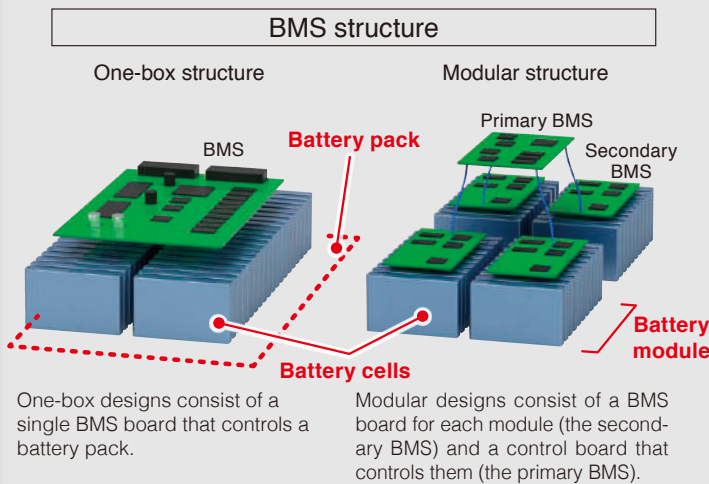 BMS structure
One-box structure
BMS
Battery pack
Modular structure
Primary BMS
Secondary
BMS
Battery cells
Battery
module
One-box designs consist of a
single BMS board that controls a
battery pack.
Modular designs consist of a BMS
board for each module (the second-
ary BMS) and a control board that
controls them (the primary BMS).